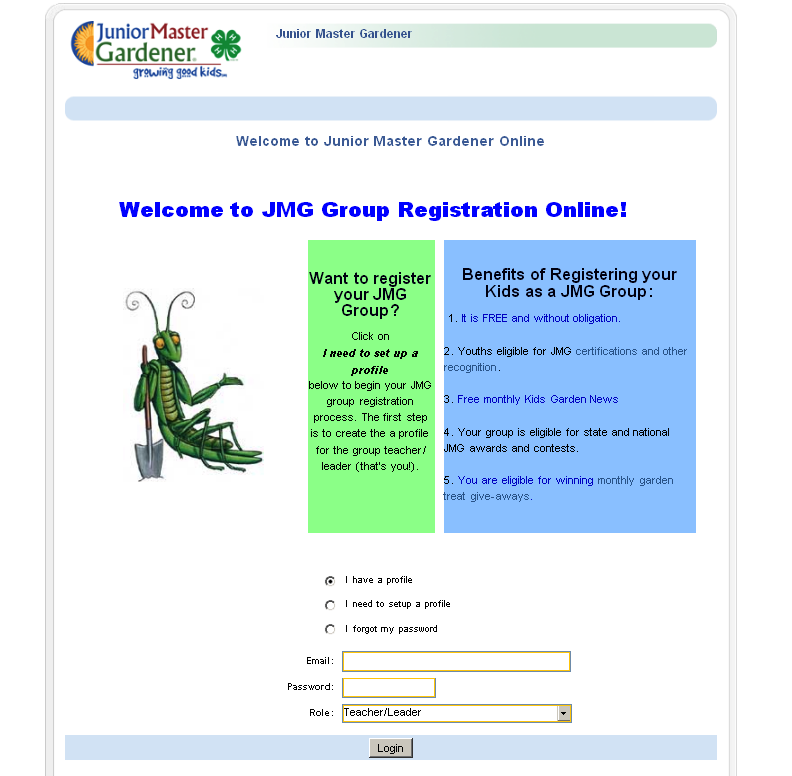 Junior Master
Gardener
growing good kids...
Junior Master Gardener
Welcome to Junior Master Gardener Online
Welcome to JMG Group Registration Online!
Want to register
your JMG
Group?
Click on
I need to set up a
profile
below to begin your JMG
group registration
process. The first step
is to create the a profile
for the group teacher/
leader (that's you!).
Benefits of Registering your
Kids as a JMG Group:
1. It is FREE and without obligation.
2. Youths eligible for JMG certifications and other
recognition.
3. Free monthly Kids Garden News
4. Your group is eligible for state and national
JMG awards and contests.
5. You are eligible for winning monthly garden
treat give-aways.
I have a profile
I need to setup a profile
I forgot my password
Email:
Password:
Role: Teacher/Leader
Login